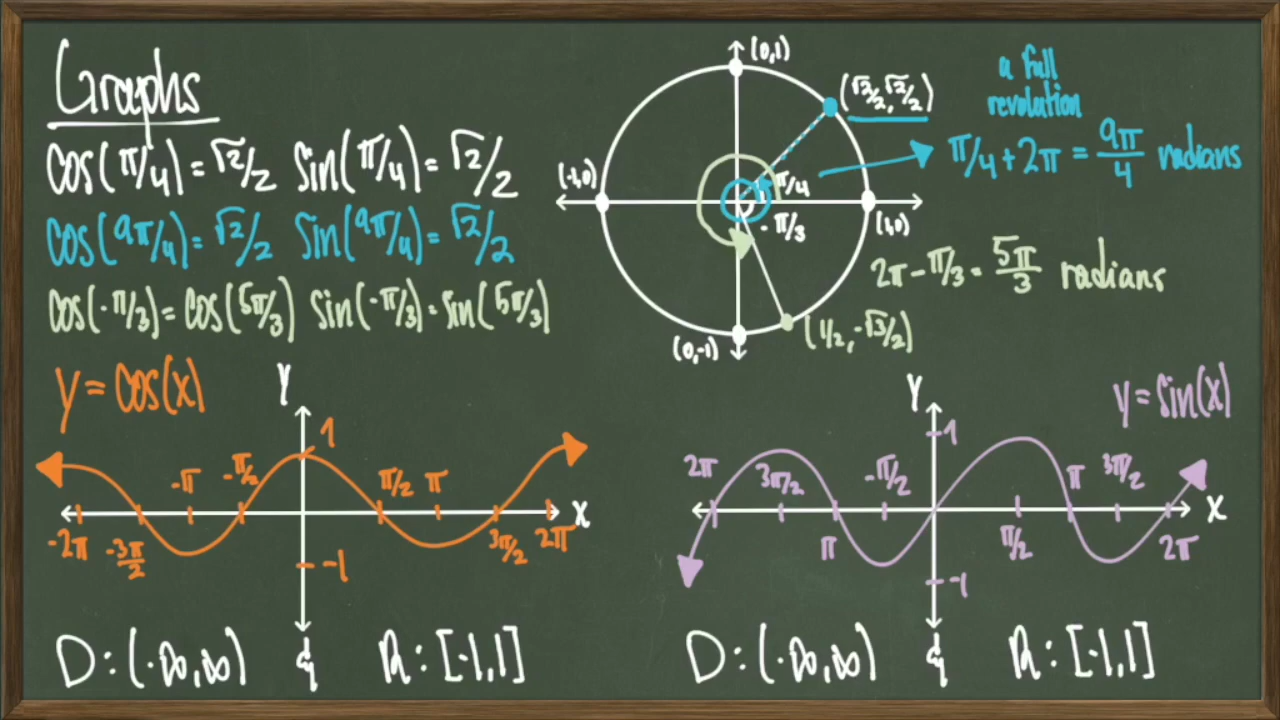 Graphs
cos(π/4)=√2/2 sin(π/4)=√2/2
cos(9π/4)=√2/2 sin(9π/4)=√2/2
cos(-π/3)=cos(5π/3) sin(-π/3)=sin(5π/3)
(0,1)
(√2/2,√2/2)
a full
revolution
π/4+2π=9π/4 radians
(-1,0)
π/4
-π/3
(1,0)
2π-π/3=5π/3 radians
(1/2,-√3/2)
(0,-1)
y=cos(x)
Y
1
-π -π/2 π/2 π
X
-2π -3π/2 3π/2 2π
-1
D:(-∞,∞) & R:[-1,1]
Y
y=sin(x)
1
2π 3π/2 -π/2 π 3π/2
X
π π/2 2π
-1
D:(-∞,∞) & R:[-1,1]